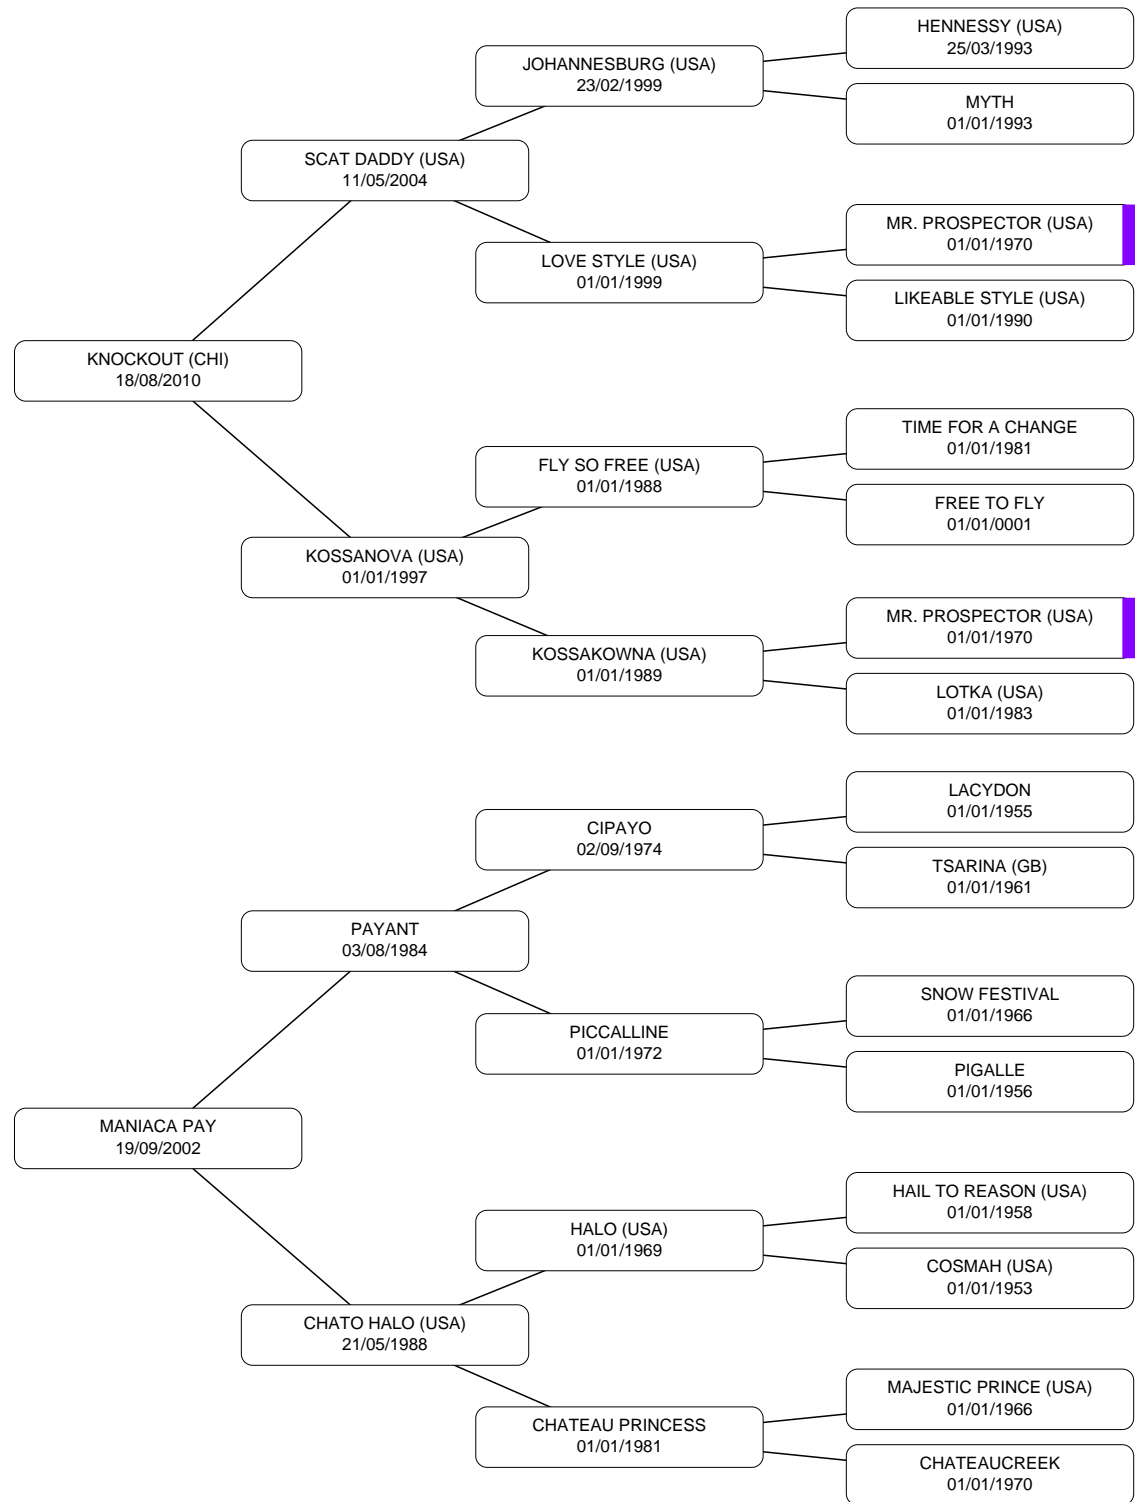 HENNESSY (USA)
25/03/1993
JOHANNESBURG (USA)
23/02/1999
MYTH
01/01/1993
SCAT DADDY (USA)
11/05/2004
MR. PROSPECTOR (USA)
01/01/1970
LOVE STYLE (USA)
01/01/1999
LIKEABLE STYLE (USA)
01/01/1990
KNOCKOUT (CHI)
18/08/2010
TIME FOR A CHANGE
01/01/1981
FLY SO FREE (USA)
01/01/1988
FREE TO FLY
01/01/0001
KOSSANOVA (USA)
01/01/1997
MR. PROSPECTOR (USA)
01/01/1970
KOSSAKOWNA (USA)
01/01/1989
LOTKA (USA)
01/01/1983
LACYDON
01/01/1955
CIPAYO
02/09/1974
TSARINA (GB)
01/01/1961
PAYANT
03/08/1984
SNOW FESTIVAL
01/01/1966
PICCALLINE
01/01/1972
PIGALLE
01/01/1956
MANIACA PAY
19/09/2002
HAIL TO REASON (USA)
01/01/1958
HALO (USA)
01/01/1969
COSMAH (USA)
01/01/1953
CHATO HALO (USA)
21/05/1988
MAJESTIC PRINCE (USA)
01/01/1966
CHATEAU PRINCESS
01/01/1981
CHATEAUCREEK
01/01/1970